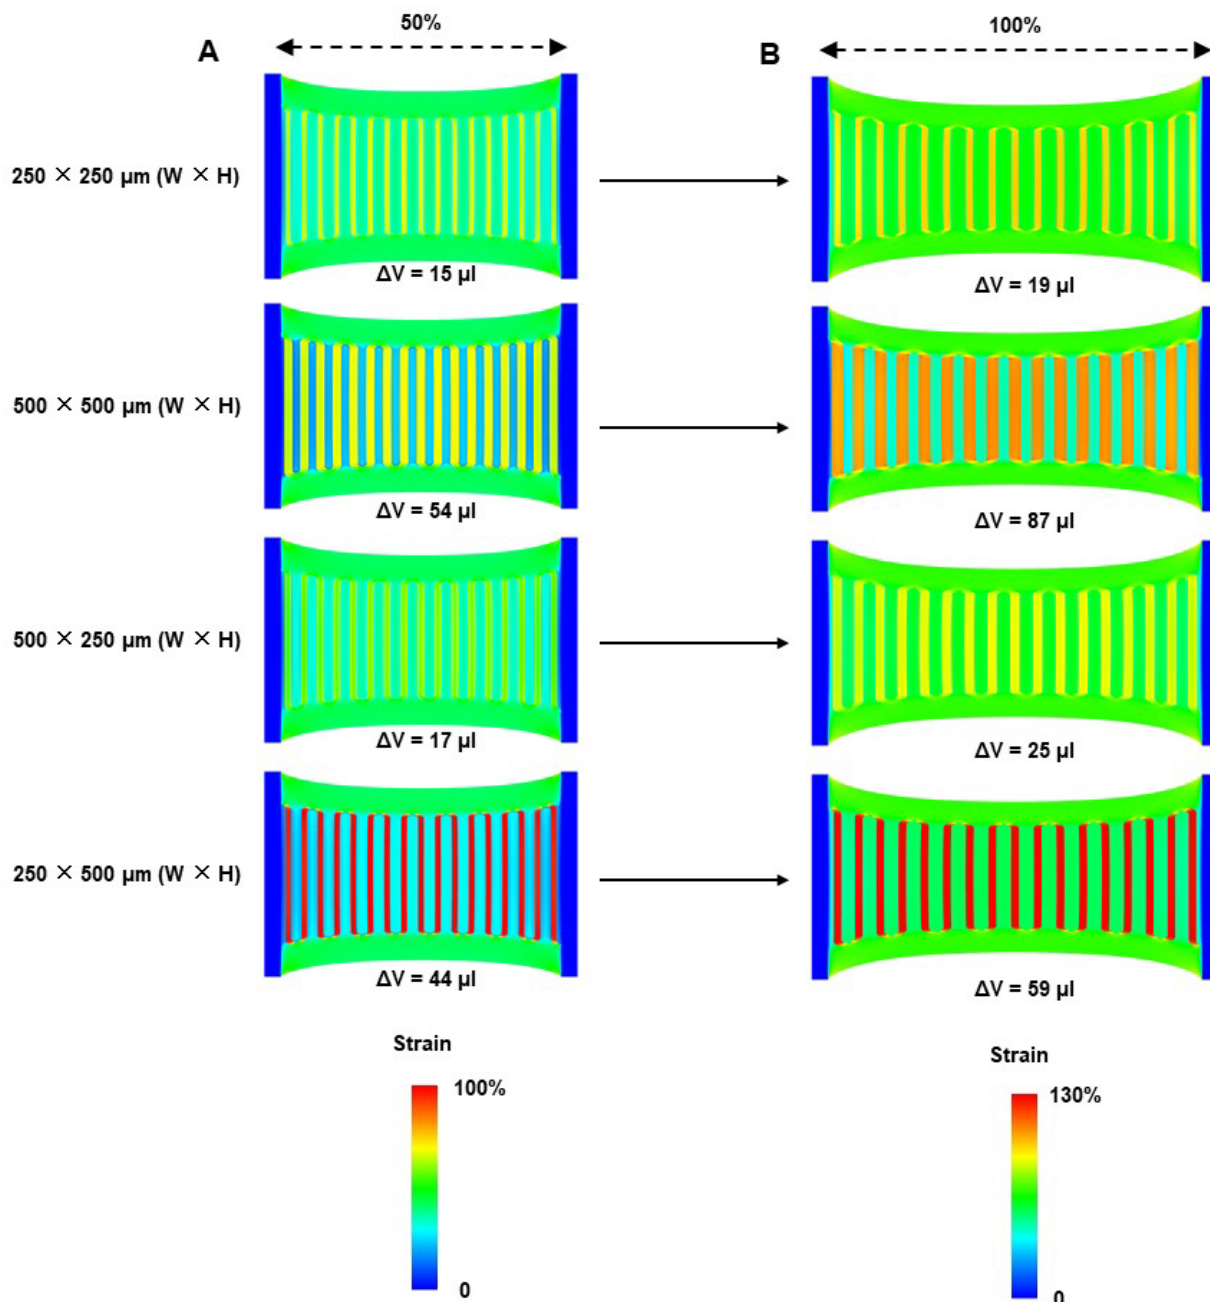 50%
100%
A
B
250 × 250 μm (W × H)
ΔV = 15 μl
ΔV = 19 μl
500 × 500 μm (W × H)
ΔV = 54 μl
ΔV = 87 μl
500 × 250 μm (W × H)
ΔV = 17 μl
ΔV = 25 μl
250 × 500 μm (W × H)
ΔV = 44 μl
ΔV = 59 μl
Strain
100%
0
Strain
130%
0